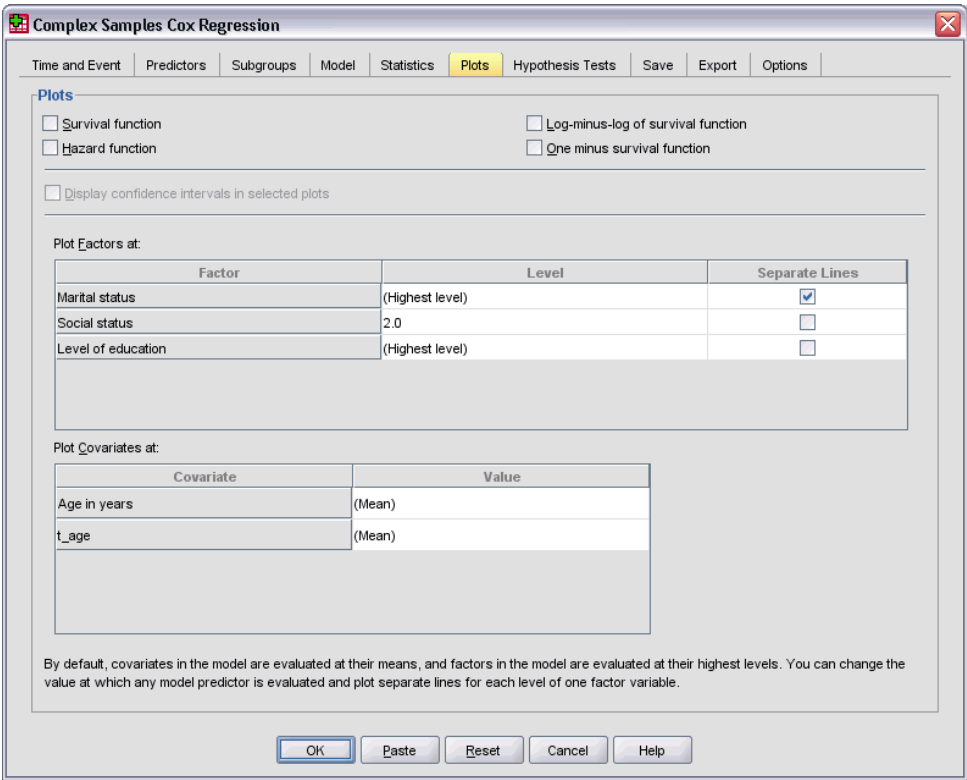 Complex Samples Cox Regression
Time and Event Predictors Subgroups Model Statistics Plots Hypothesis Tests Save Export Options
Plots
Survival function Log-minus-log of survival function
Hazard function One minus survival function
Display confidence intervals in selected plots
Plot Factors at:
Factor Level Separate Lines
Marital status (Highest level)
Social status 2.0
Level of education (Highest level)
Plot Covariates at:
Covariate Value
Age in years (Mean)
t_age (Mean)
By default, covariates in the model are evaluated at their means, and factors in the model are evaluated at their highest levels. You can change the
value at which any model predictor is evaluated and plot separate lines for each level of one factor variable.
OK Paste Reset Cancel Help